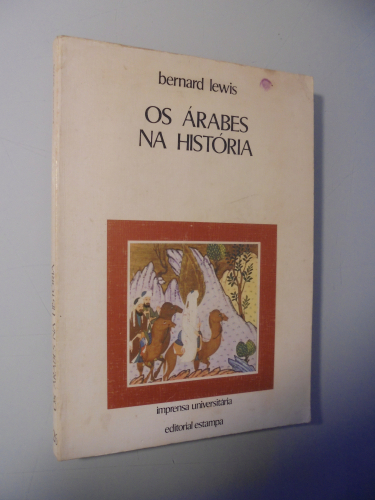 bernard lewis
OS ÁRABES
NA HISTÓRIA
imprensa universitária
editorial estampa